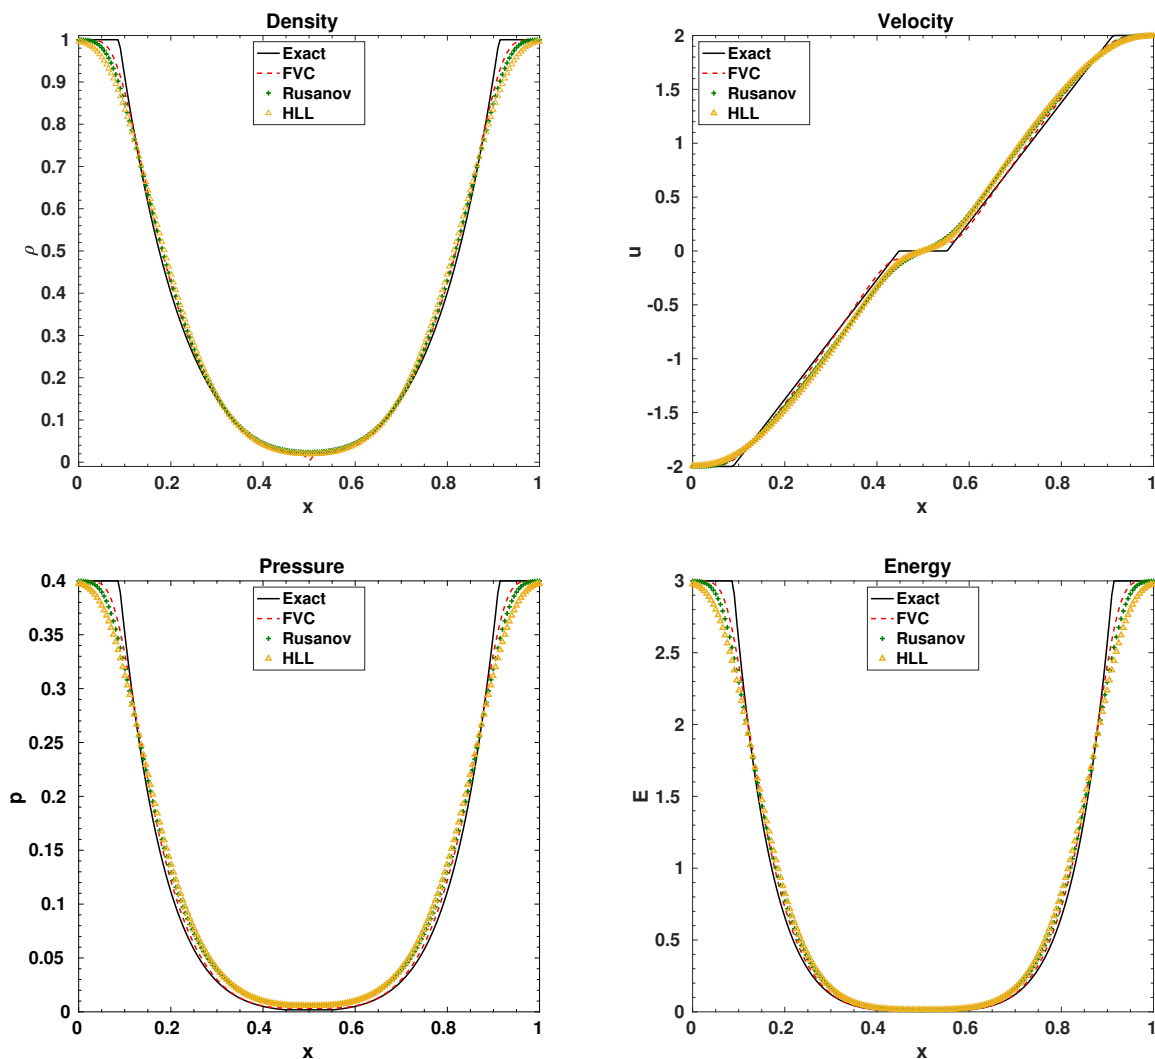 Density
1
0.9
0.8
0.7
0.6
0.5
0.4
0.3
0.2
0.1
0
ρ
Exact
FVC
Rusanov
HLL
0 0.2 0.4 0.6 0.8 1
x
Velocity
2
1.5
1
0.5
0
-0.5
-1
-1.5
-2
u
Exact
FVC
Rusanov
HLL
0 0.2 0.4 0.6 0.8 1
x
Pressure
0.4
0.35
0.3
0.25
0.2
0.15
0.1
0.05
0
p
Exact
FVC
Rusanov
HLL
0 0.2 0.4 0.6 0.8 1
x
Energy
3
2.5
2
1.5
1
0.5
0
E
Exact
FVC
Rusanov
HLL
0 0.2 0.4 0.6 0.8 1
x